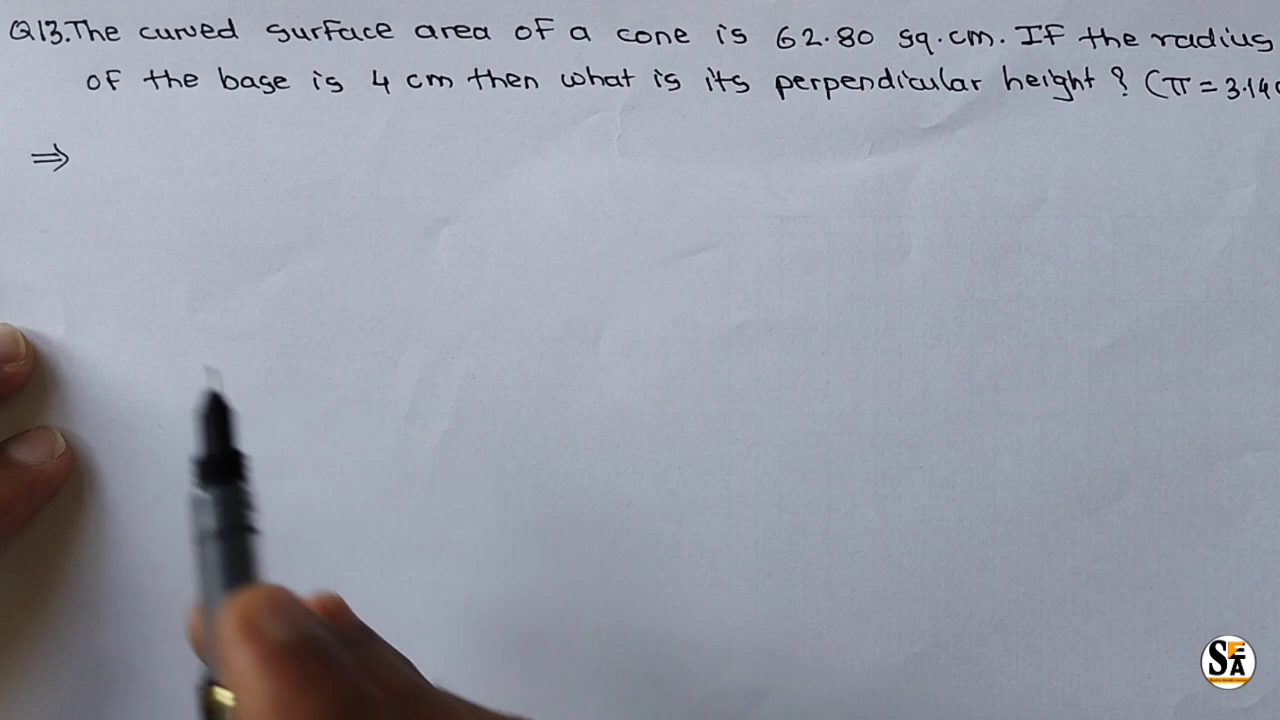 Q13.The curved surface area of a cone is 62.80 sq.cm. If the radius
of the base is 4 cm then what is its perpendicular height ? (π = 3.14
⇒
SFA